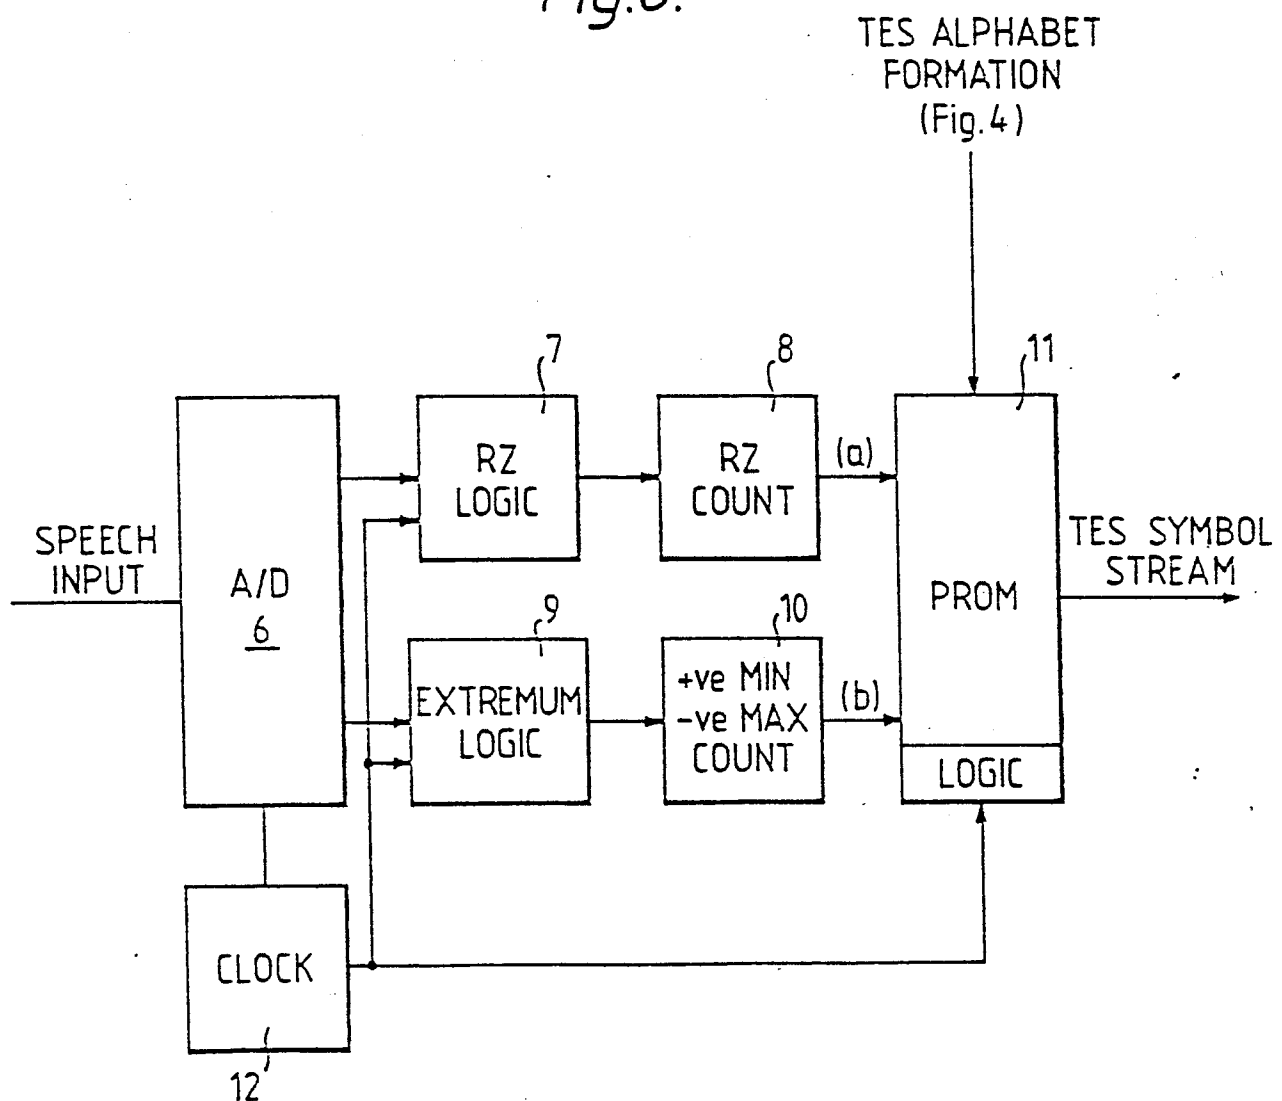 TES ALPHABET
FORMATION
(Fig.4)
7
8
11
RZ
LOGIC
RZ
COUNT
(a)
SPEECH
INPUT
A/D
6
TES SYMBOL
STREAM
PROM
9
10
EXTREMUM
LOGIC
+ve MIN
-ve MAX
COUNT
(b)
LOGIC
CLOCK
12